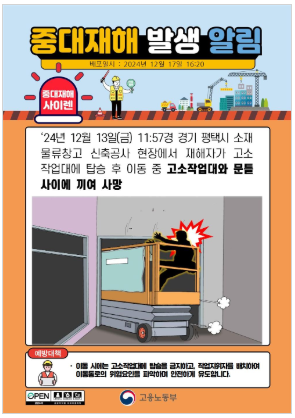 중대재해 발생 알림
배포일시 : 2024년 12월 17일 16:20
중대재해
사이렌
'24년 12월 13일(금) 11:57경 경기 평택시 소재
물류창고 신축공사 현장에서 재해자가 고소
작업대에 탑승 후 이동 중 고소작업대와 문틀
사이에 끼여 사망
예방대책
· 이동 시에는 고소작업대에 탑승을 금지하고, 작업지휘자를 배치하여
이동통로의 위험요인을 파악하여 안전하게 유도합니다.
OPEN
고용노동부